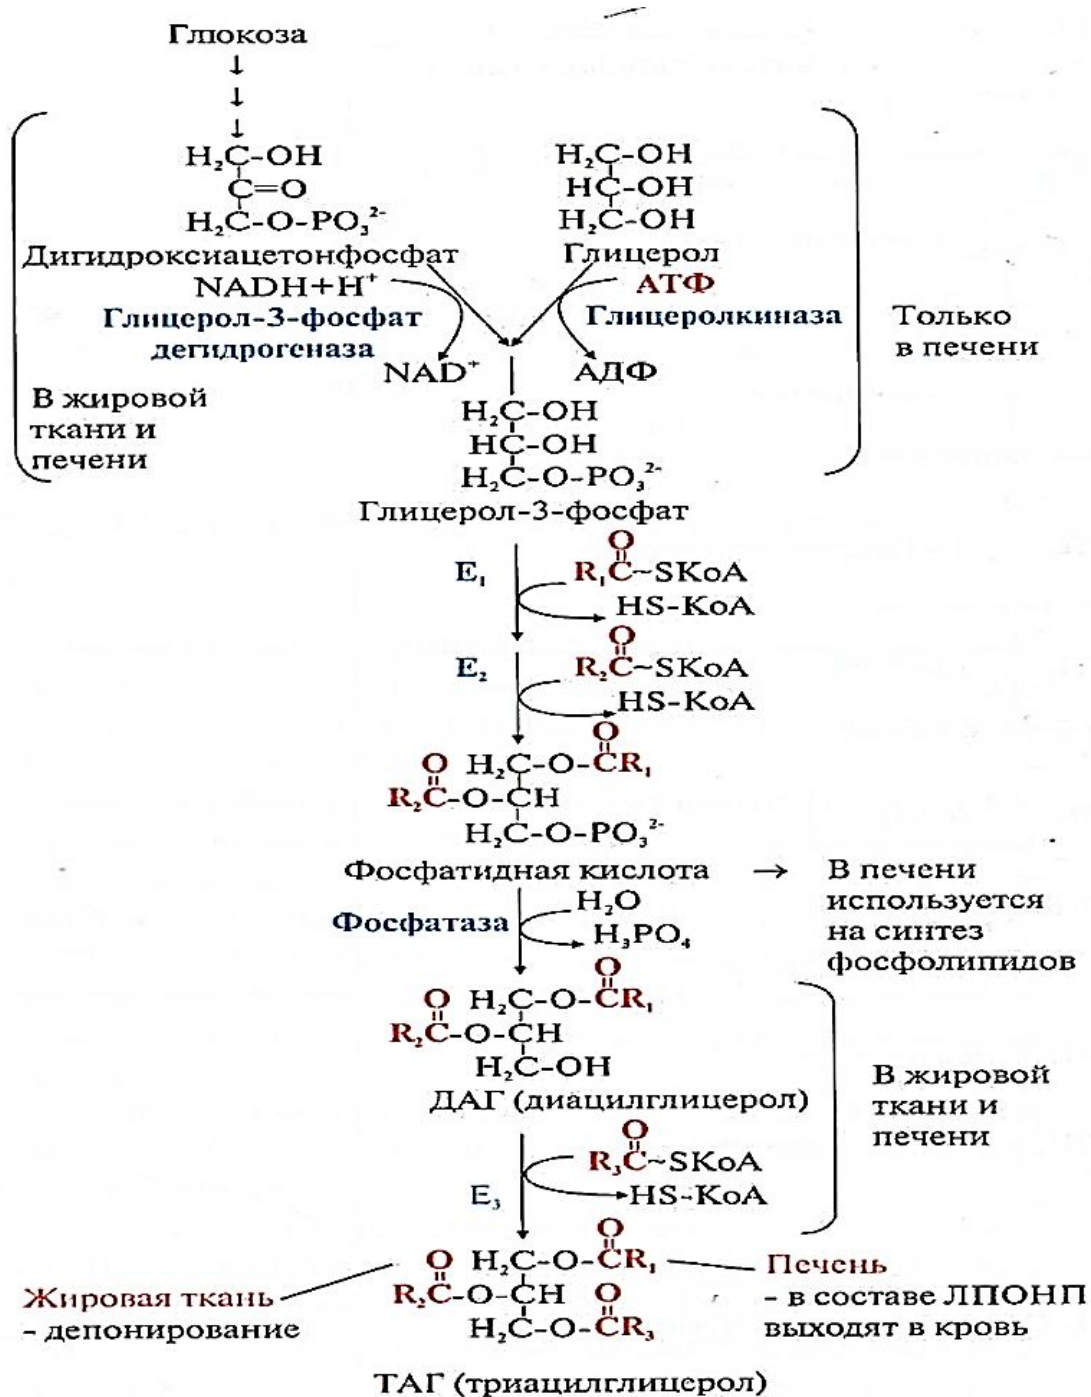 Глюкоза
H₂C-OH
C=O
H₂C-O-PO₃²⁻
Дигидроксиацетонфосфат
NADH+H⁺
Глицерол-3-фосфат
дегидрогеназа
NAD⁺
В жировой
ткани и
печени
H₂C-OH
HC-OH
H₂C-OH
Глицерол
АТФ
Глицеролкиназа
АДФ
Только
в печени
H₂C-OH
HC-OH
H₂C-O-PO₃²⁻
Глицерол-3-фосфат
E₁
O
R₁C~SKoA
HS-KoA
E₂
O
R₂C~SKoA
HS-KoA
O
O H₂C-O-CR₁
R₂C-O-CH
H₂C-O-PO₃²⁻
Фосфатидная кислота →
В печени
используется
на синтез
фосфолипидов
Фосфатаза
H₂O
H₃PO₄
O
O H₂C-O-CR₁
R₂C-O-CH
H₂C-OH
ДАГ (диацилглицерол)
В жировой
ткани и
печени
O
R₃C~SKoA
HS-KoA
E₃
O
O H₂C-O-CR₁
R₂C-O-CH O
H₂C-O-CR₃
Жировая ткань
- депонирование
Печень
- в составе ЛПОНП
выходят в кровь
ТАГ (триацилглицерол)